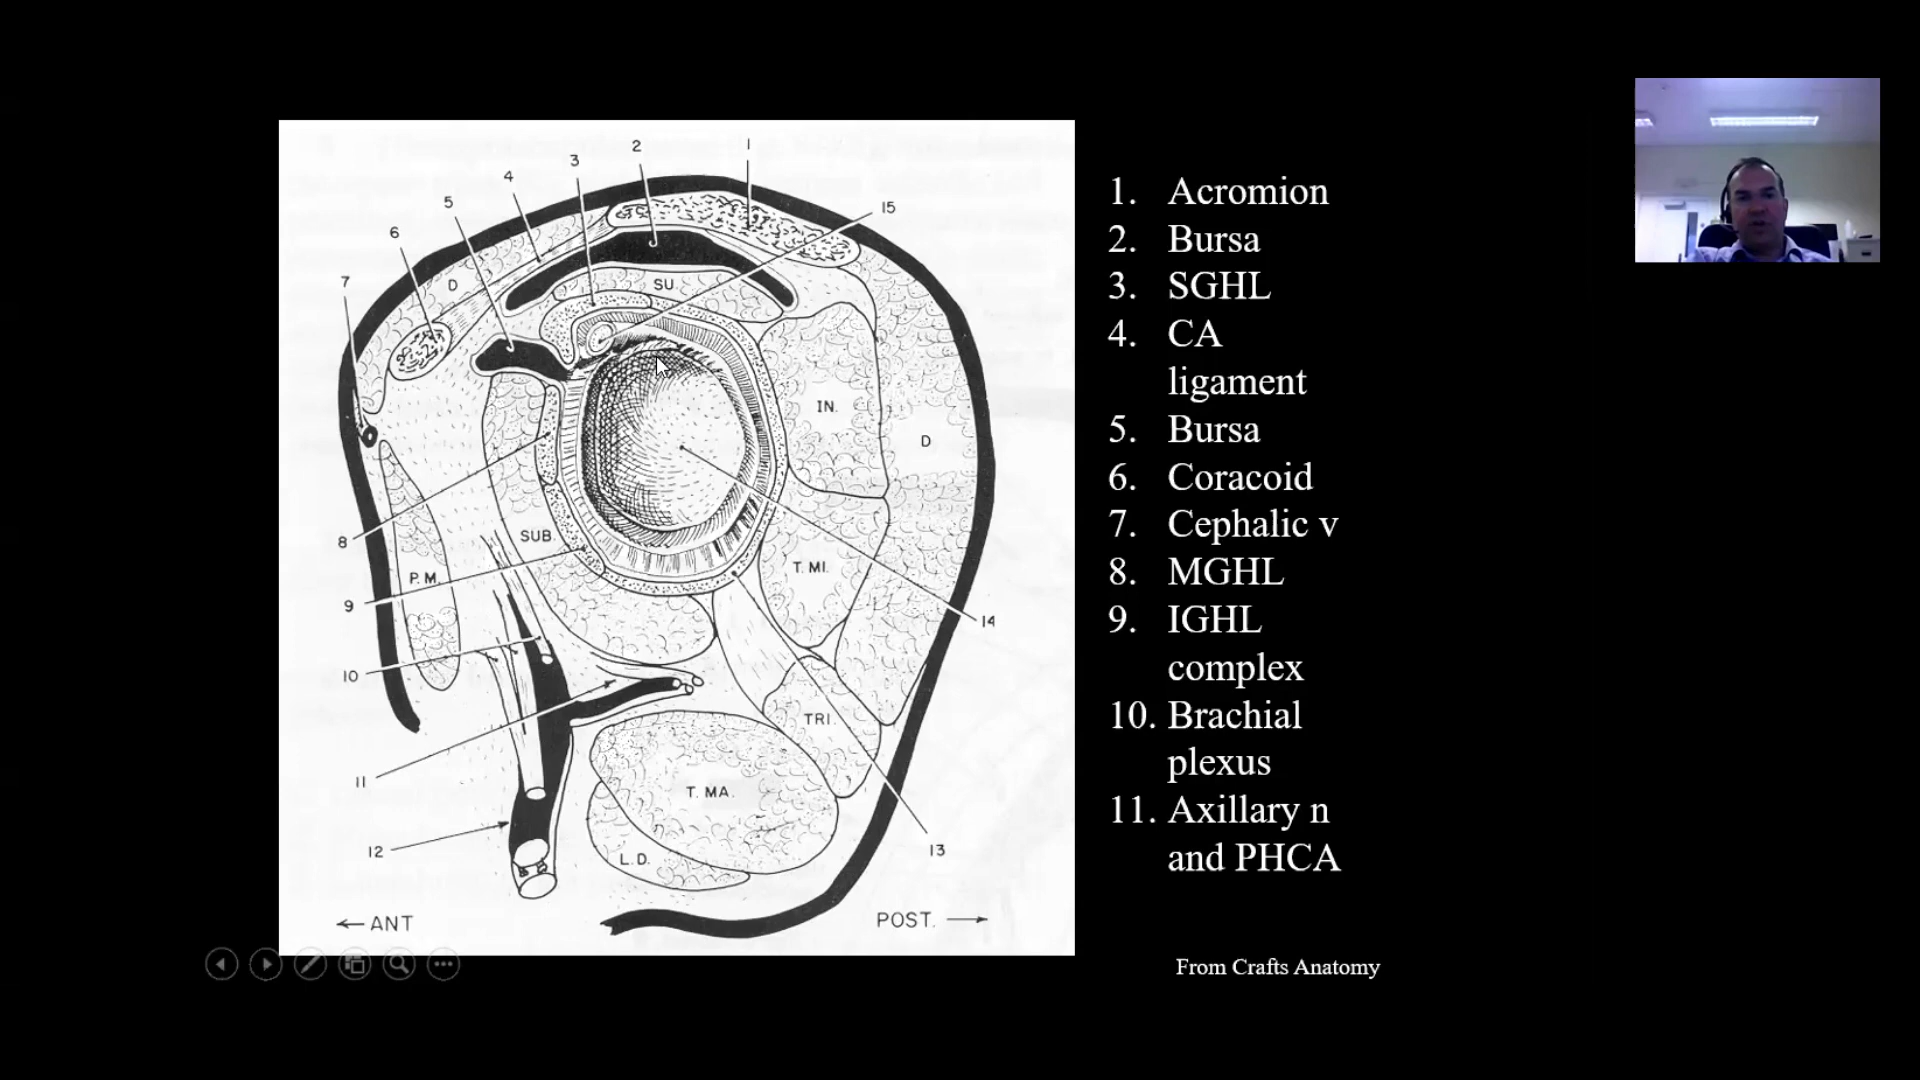 1
2
3
4
5
15
6
7
D
SU
IN.
D
SUB.
8
T. MI.
P. M.
9
14
10
TRI.
11
T. MA.
12
L. D.
13
← ANT
POST. →
1. Acromion
2. Bursa
3. SGHL
4. CA
ligament
5. Bursa
6. Coracoid
7. Cephalic v
8. MGHL
9. IGHL
complex
10. Brachial
plexus
11. Axillary n
and PHCA
From Crafts Anatomy